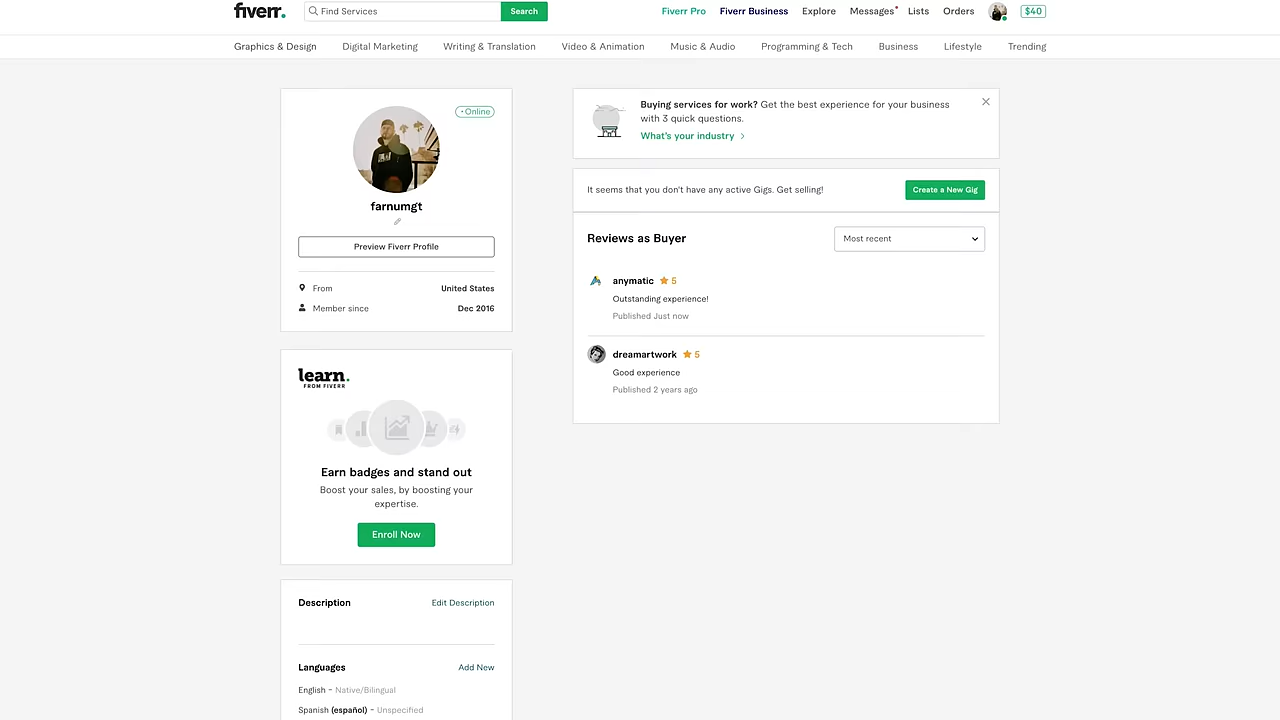 fiverr.
Find Services
Search
Fiverr Pro
Fiverr Business
Explore
Messages
Lists
Orders
$40
Graphics & Design
Digital Marketing
Writing & Translation
Video & Animation
Music & Audio
Programming & Tech
Business
Lifestyle
Trending
• Online
farnumgt
Preview Fiverr Profile
From
United States
Member since
Dec 2016
learn.
FROM FIVERR
Earn badges and stand out
Boost your sales, by boosting your
expertise.
Enroll Now
Description
Edit Description
Languages
Add New
English - Native/Bilingual
Spanish (español) - Unspecified
Buying services for work? Get the best experience for your business
with 3 quick questions.
What's your industry
It seems that you don't have any active Gigs. Get selling!
Create a New Gig
Reviews as Buyer
Most recent
anymatic 5
Outstanding experience!
Published Just now
dreamartwork 5
Good experience
Published 2 years ago